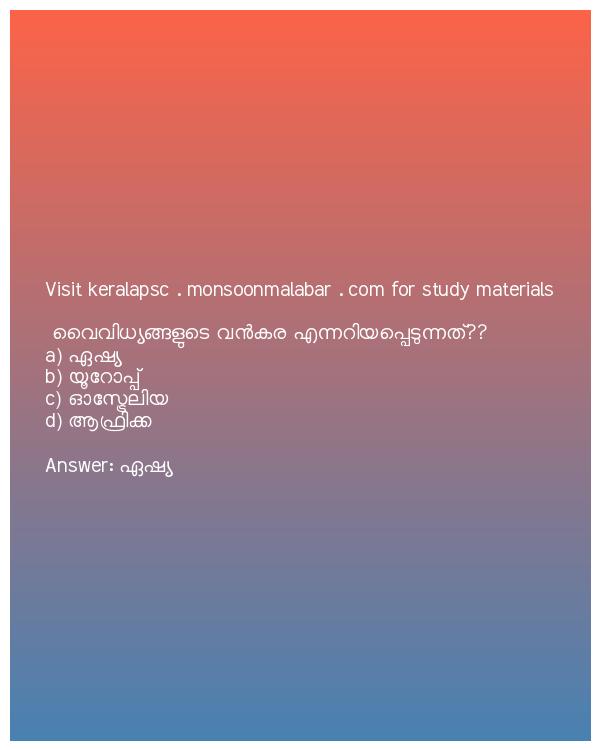 Visit keralapsc . monsoonmalabar . com for study materials
വൈവിധ്യങ്ങളുടെ വൻകര എന്നറിയപ്പെടുന്നത്??
a) ഏഷ്യ
b) യൂറോപ്പ്
c) ഓസ്ട്രേലിയ
d) ആഫ്രിക്ക
Answer: ഏഷ്യ